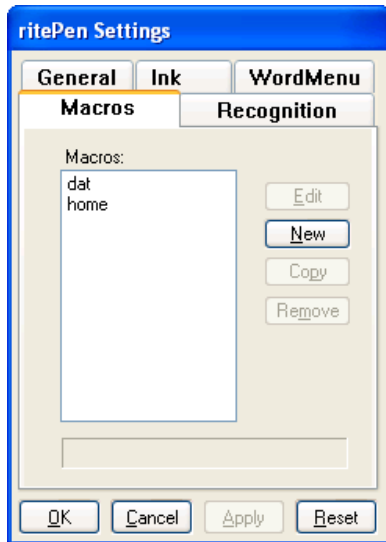 ritePen Settings
General Ink WordMenu
Macros Recognition
Macros:
dat
home
Edit
New
Copy
Remove
OK Cancel Apply Reset